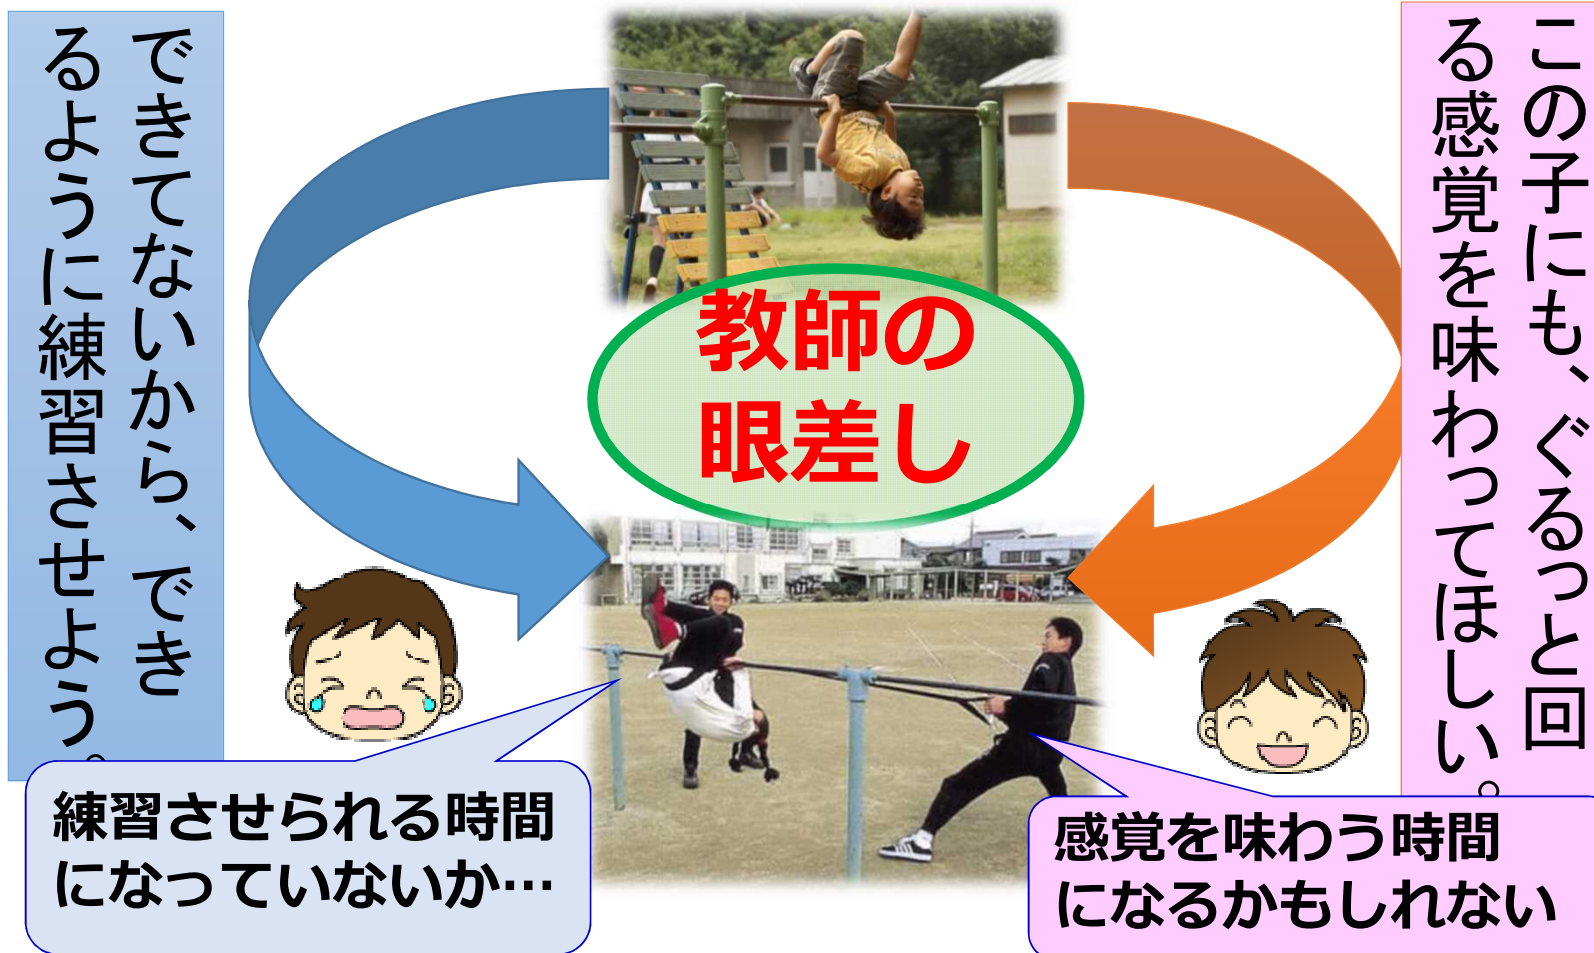 できてないから、でき
るように練習させよう。
教師の
眼差し
この子にも、ぐるっと回
る感覚を味わってほしい。
練習させられる時間
になっていないか…
感覚を味わう時間
になるかもしれない